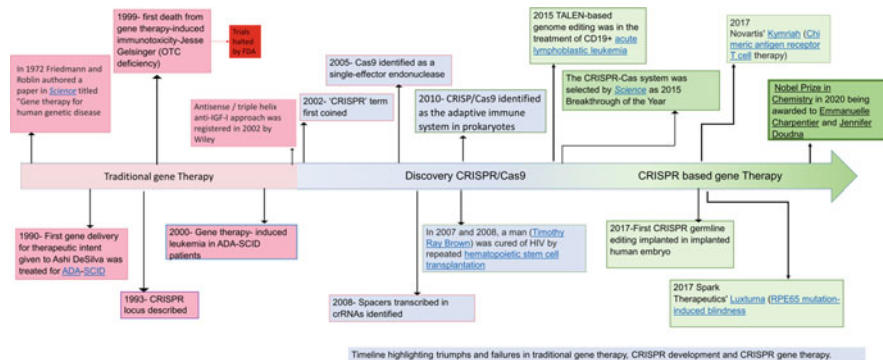 In 1972 Friedmann and
Roblin authored a
paper in Science titled
"Gene therapy for
human genetic disease
1999- first death from
gene therapy-induced
immunotoxicity-Jesse
Gelsinger (OTC
deficiency)
Trials
halted
by FDA
Antisense / triple helix
anti-IGF-I approach was
registered in 2002 by
Wiley
2002- 'CRISPR' term
first coined
2005- Cas9 identified as a
single-effector endonuclease
2010- CRISP/Cas9 identified
as the adaptive immune
system in prokaryotes
2015 TALEN-based
genome editing was in the
treatment of CD19+ acute
lymphoblastic leukemia
The CRISPR-Cas system was
selected by Science as 2015
Breakthrough of the Year
2017
Novartis' Kymriah (Chi
meric antigen receptor
T cell therapy)
Nobel Prize in
Chemistry in 2020 being
awarded to Emmanuelle
Charpentier and Jennifer
Doudna
Traditional gene Therapy
Discovery CRISPR/Cas9
CRISPR based gene Therapy
1990- First gene delivery
for therapeutic intent
given to Ashi DeSilva was
treated for ADA-SCID
1993- CRISPR
locus described
2000- Gene therapy- induced
leukemia in ADA-SCID
patients
In 2007 and 2008, a man (Timothy
Ray Brown) was cured of HIV by
repeated hematopoietic stem cell
transplantation
2008- Spacers transcribed in
crRNAs identified
2017-First CRISPR germline
editing implanted in implanted
human embryo
2017 Spark
Therapeutics' Luxturna (RPE65 mutation-
induced blindness
Timeline highlighting triumphs and failures in traditional gene therapy, CRISPR development and CRISPR gene therapy.